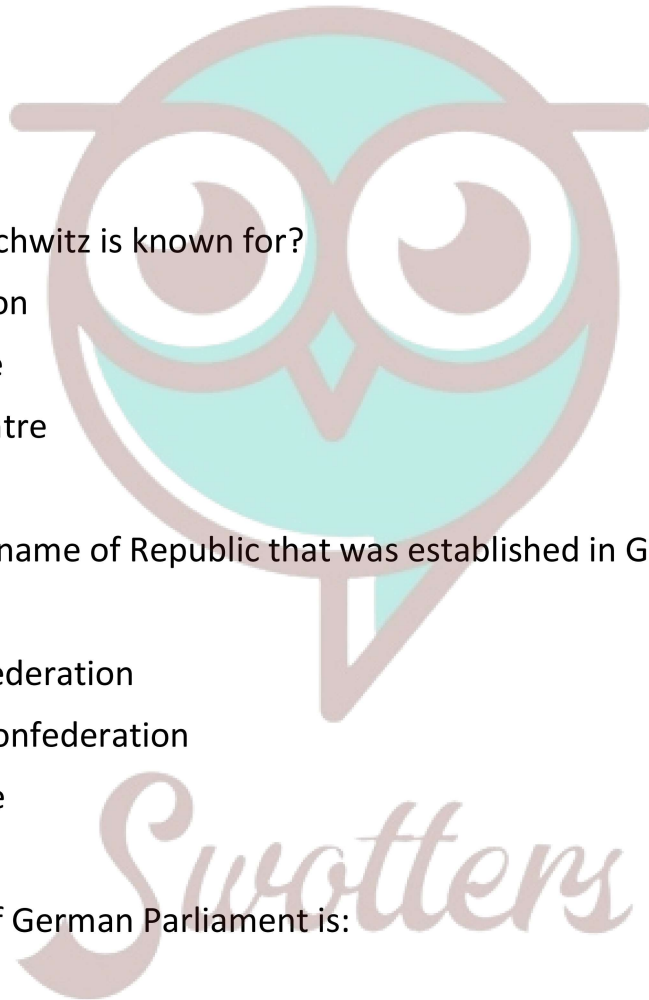 chwitz is known for?
on
e
tre
name of Republic that was established in G
ederation
onfederation
e
f German Parliament is:
Swotters